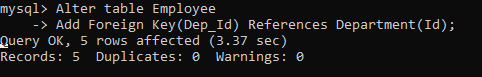 mysql> Alter table Employee
    -> Add Foreign Key(Dep_Id) References Department(Id);
Query OK, 5 rows affected (3.37 sec)
Records: 5  Duplicates: 0  Warnings: 0